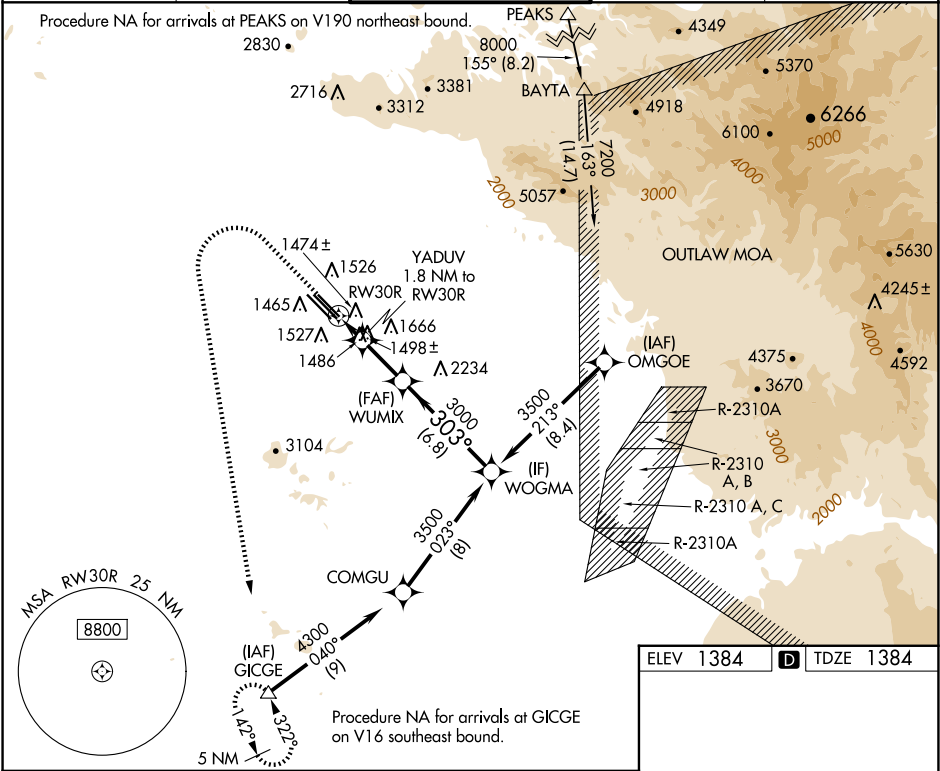 Procedure NA for arrivals at PEAKS on V190 northeast bound.
PEAKS
4349
2830
8000
155° (8.2)
5370
2716
3381
3312
BAYTA
4918
6266
6100
5000
7200
163°
(14.7)
4000
2000
5057
3000
1474±
1526
YADUV
1.8 NM to
RW30R
RW30R
OUTLAW MOA
5630
1465
4245±
1527
1666
1486
1498±
4000
(IAF)
OMGOE
2234
4375
4592
(FAF)
WUMIX
3670
3000
303°
(6.8)
3500
213°
(8.4)
R-2310A
3104
3000
(IF)
WOGMA
R-2310
A, B
R-2310 A, C
2000
3500
023°
(8)
R-2310A
COMGU
MSA RW30R 25 NM
8800
4300
040°
(9)
(IAF)
GICGE
ELEV 1384
D
TDZE 1384
142°
322°
5 NM
Procedure NA for arrivals at GICGE
on V16 southeast bound.